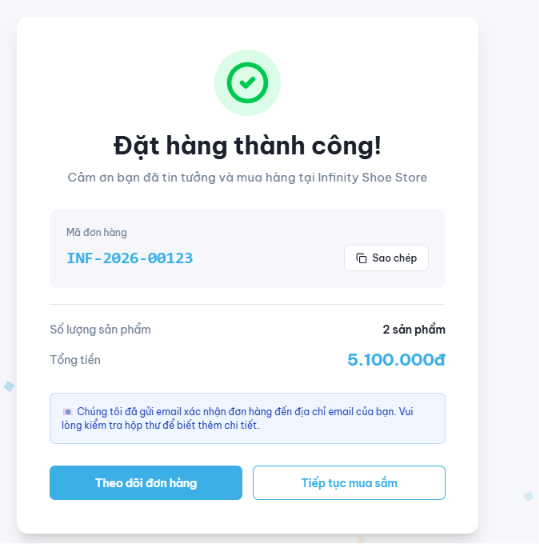 Đặt hàng thành công!
Cảm ơn bạn đã tin tưởng và mua hàng tại Infinity Shoe Store
Mã đơn hàng
INF-2026-00123
Sao chép
Số lượng sản phẩm
2 sản phẩm
Tổng tiền
5.100.000đ
Chúng tôi đã gửi email xác nhận đơn hàng đến địa chỉ email của bạn. Vui
lòng kiểm tra hộp thư để biết thêm chi tiết.
Theo dõi đơn hàng
Tiếp tục mua sắm